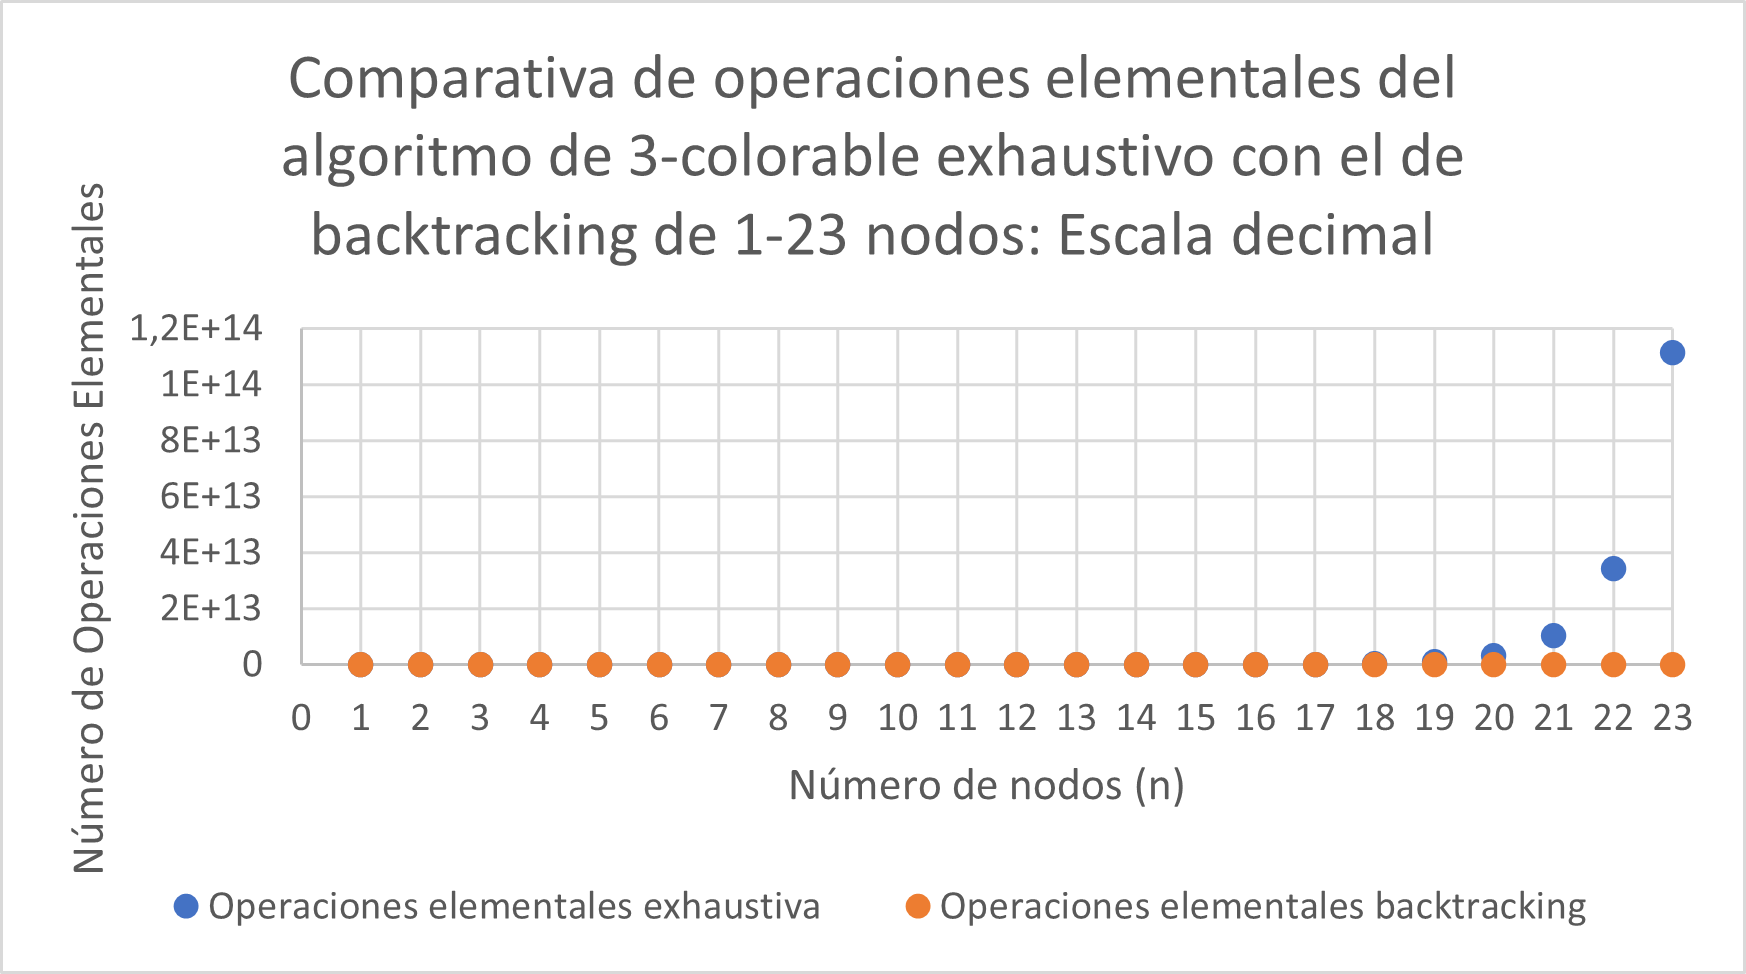 Comparativa de operaciones elementales del
algoritmo de 3-colorable exhaustivo con el de
backtracking de 1-23 nodos: Escala decimal
Número de Operaciones Elementales
1,2E+14
1E+14
8E+13
6E+13
4E+13
2E+13
0
0 1 2 3 4 5 6 7 8 9 10 11 12 13 14 15 16 17 18 19 20 21 22 23
Número de nodos (n)
Operaciones elementales exhaustiva Operaciones elementales backtracking